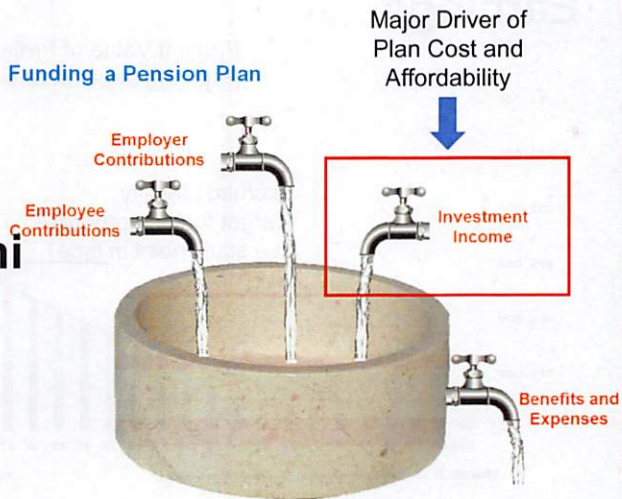 Major Driver of
Plan Cost and
Affordability
Funding a Pension Plan
Employer
Contributions
Employee
Contributions
Investment
Income
Benefits and
Expenses